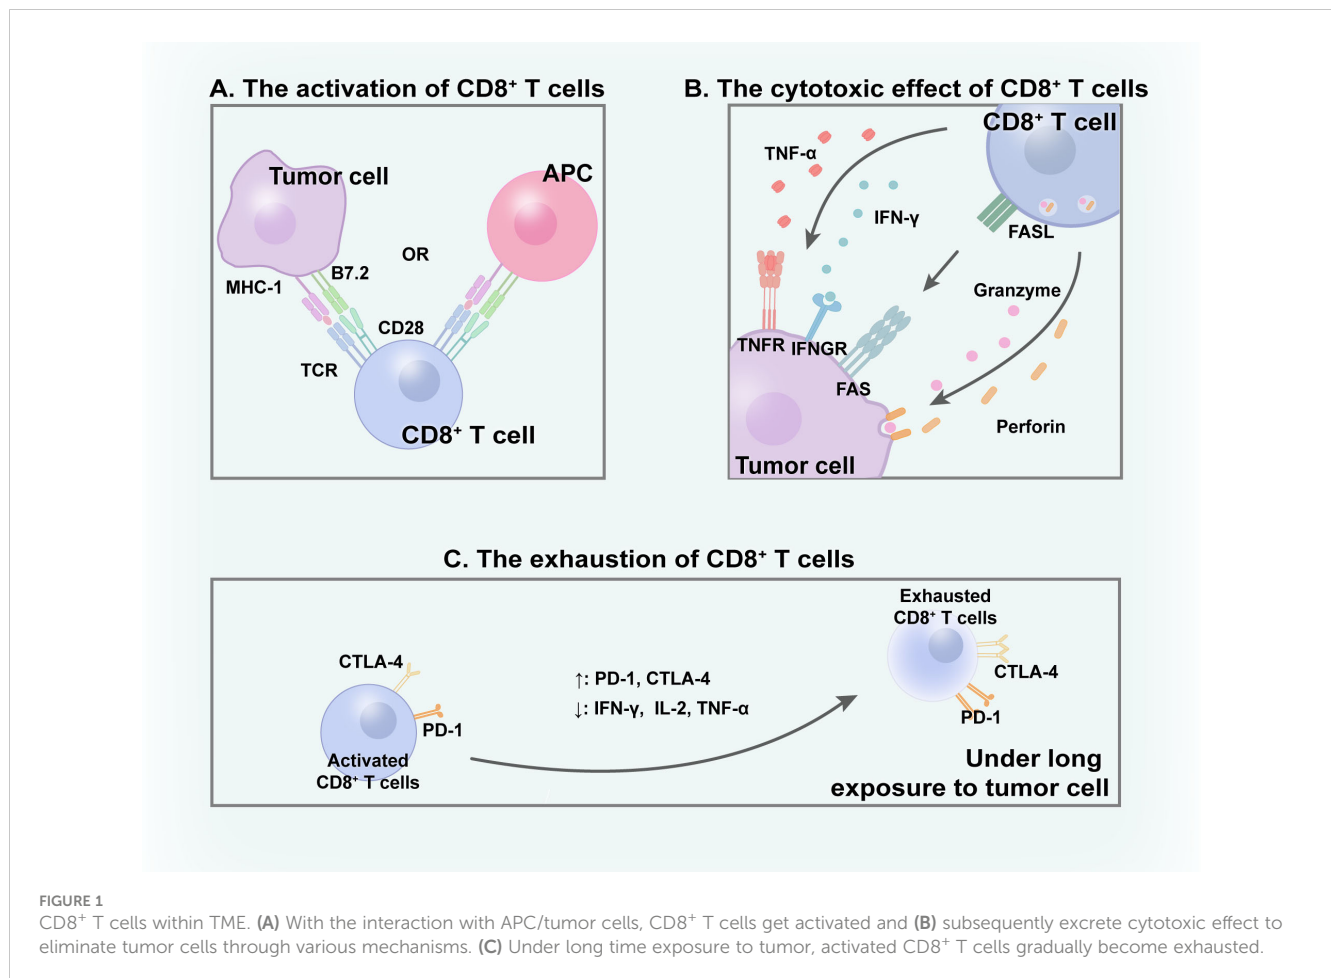 A. The activation of CD8⁺ T cells
Tumor cell
APC
OR
B7.2
MHC-1
CD28
TCR
CD8⁺ T cell
B. The cytotoxic effect of CD8⁺ T cells
CD8⁺ T cell
TNF-α
IFN-γ
FASL
Granzyme
TNFR
IFNGR
FAS
Perforin
Tumor cell
C. The exhaustion of CD8⁺ T cells
CTLA-4
PD-1
Activated
CD8⁺ T cells
↑: PD-1, CTLA-4
↓: IFN-γ, IL-2, TNF-α
Exhausted
CD8⁺ T cells
CTLA-4
PD-1
Under long
exposure to tumor cell
FIGURE 1
CD8⁺ T cells within TME. (A) With the interaction with APC/tumor cells, CD8⁺ T cells get activated and (B) subsequently excrete cytotoxic effect to
eliminate tumor cells through various mechanisms. (C) Under long time exposure to tumor, activated CD8⁺ T cells gradually become exhausted.